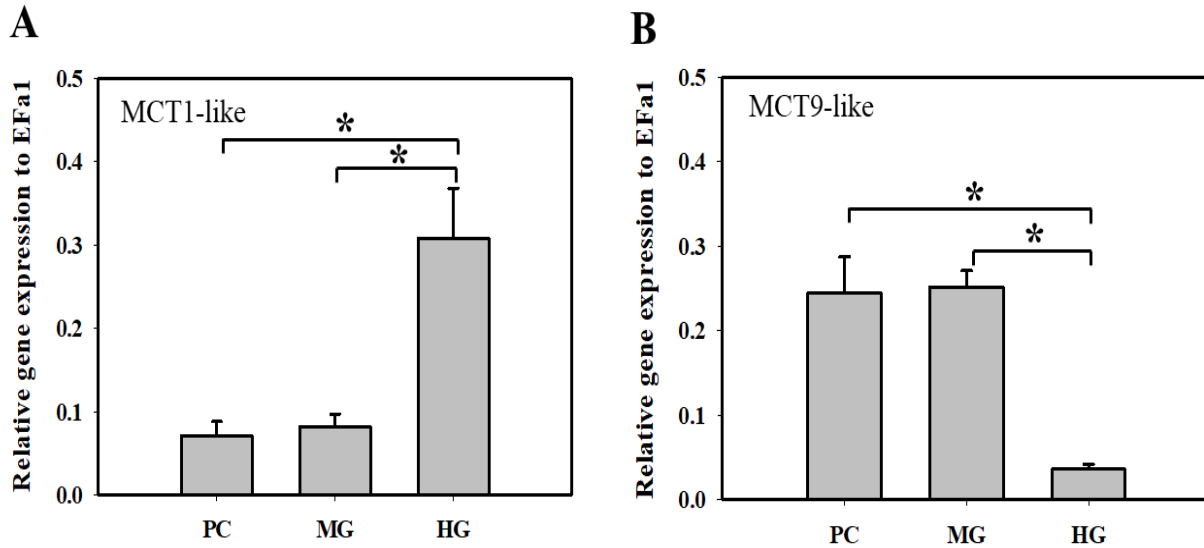 A
Relative gene expression to EFa1
0.5
0.4
0.3
0.2
0.1
0.0
MCT1-like
*
*
PC MG HG
B
Relative gene expression to EFa1
0.5
0.4
0.3
0.2
0.1
0.0
MCT9-like
*
*
PC MG HG